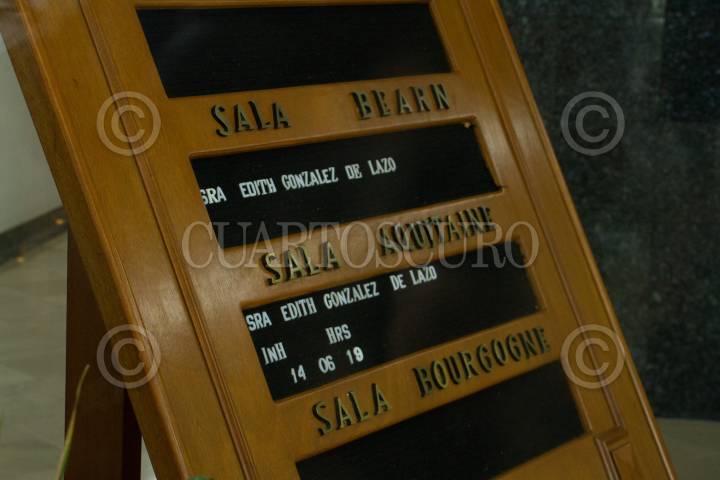 SALA BEARN
SRA EDITH GONZALEZ DE LAZO
SALA AQUITAINE
©CUARTOSCURO
SRA EDITH GONZALEZ DE LAZO
INH HRS
14 06 19
SALA BOURGOGNE